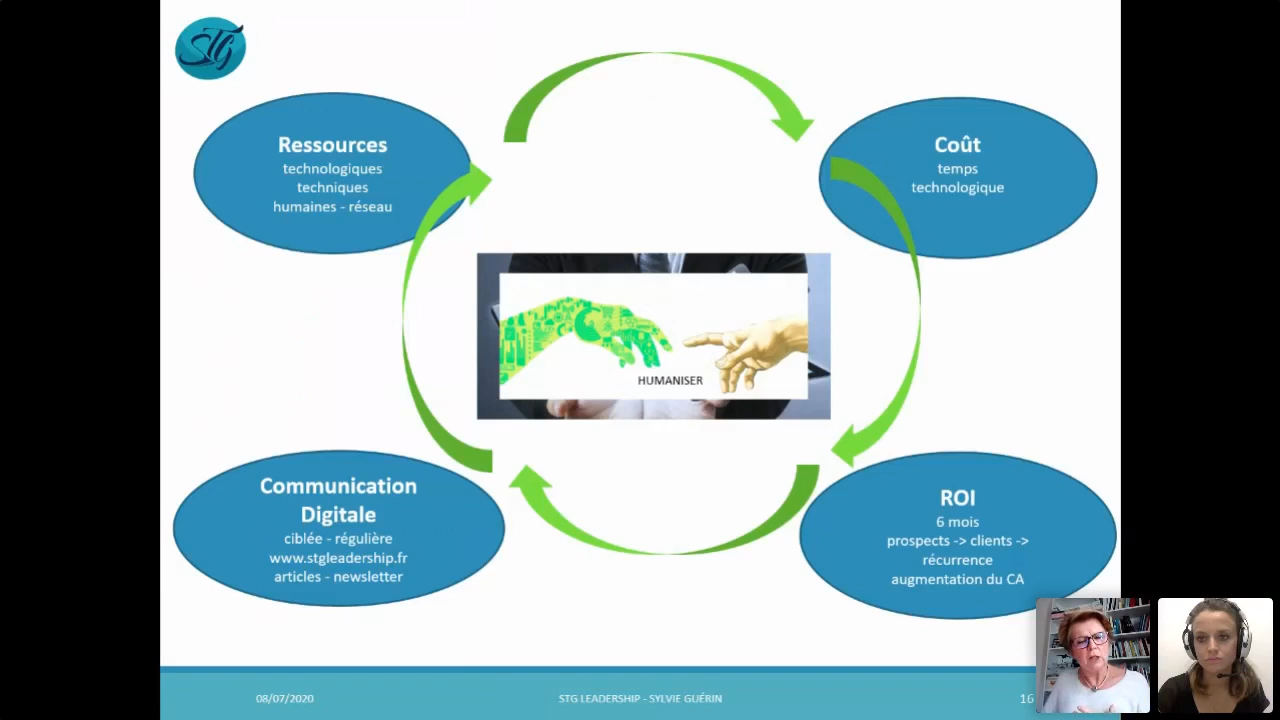 STG
Ressources
technologiques
techniques
humaines - réseau
Coût
temps
technologique
HUMANISER
Communication
Digitale
ciblée - régulière
www.stgleadership.fr
articles - newsletter
ROI
6 mois
prospects -> clients ->
récurrence
augmentation du CA
08/07/2020
STG LEADERSHIP - SYLVIE GUÉRIN
16